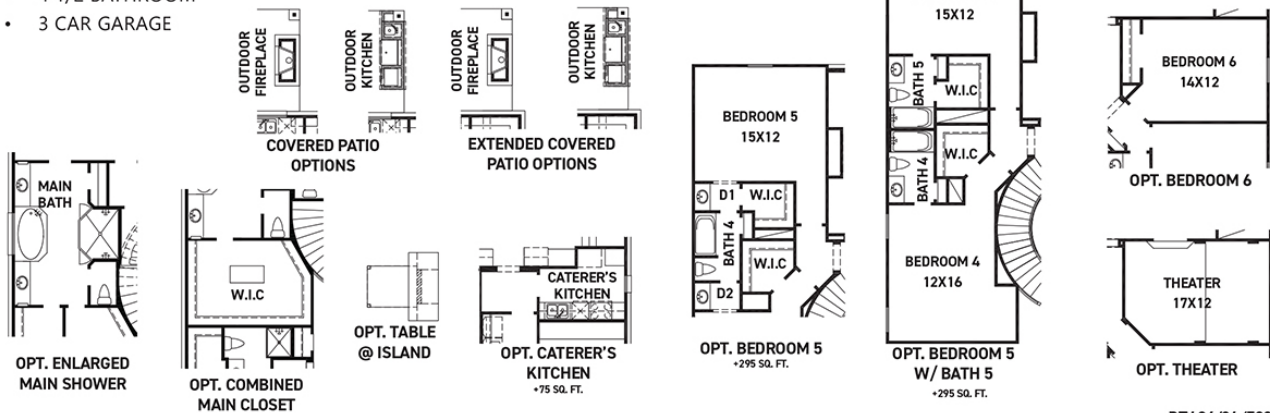 • 3 CAR GARAGE
OUTDOOR
FIREPLACE
OUTDOOR
KITCHEN
COVERED PATIO
OPTIONS
OUTDOOR
FIREPLACE
OUTDOOR
KITCHEN
EXTENDED COVERED
PATIO OPTIONS
MAIN
BATH
OPT. ENLARGED
MAIN SHOWER
W.I.C
OPT. COMBINED
MAIN CLOSET
OPT. TABLE
@ ISLAND
CATERER'S
KITCHEN
OPT. CATERER'S
KITCHEN
+75 SQ. FT.
BEDROOM 5
15X12
D1
W.I.C
BATH 4
W.I.C
D2
OPT. BEDROOM 5
+295 SQ. FT.
15X12
BATH 5
W.I.C
W.I.C
BATH 4
BEDROOM 4
12X16
OPT. BEDROOM 5
W/ BATH 5
+295 SQ. FT.
BEDROOM 6
14X12
OPT. BEDROOM 6
THEATER
17X12
OPT. THEATER